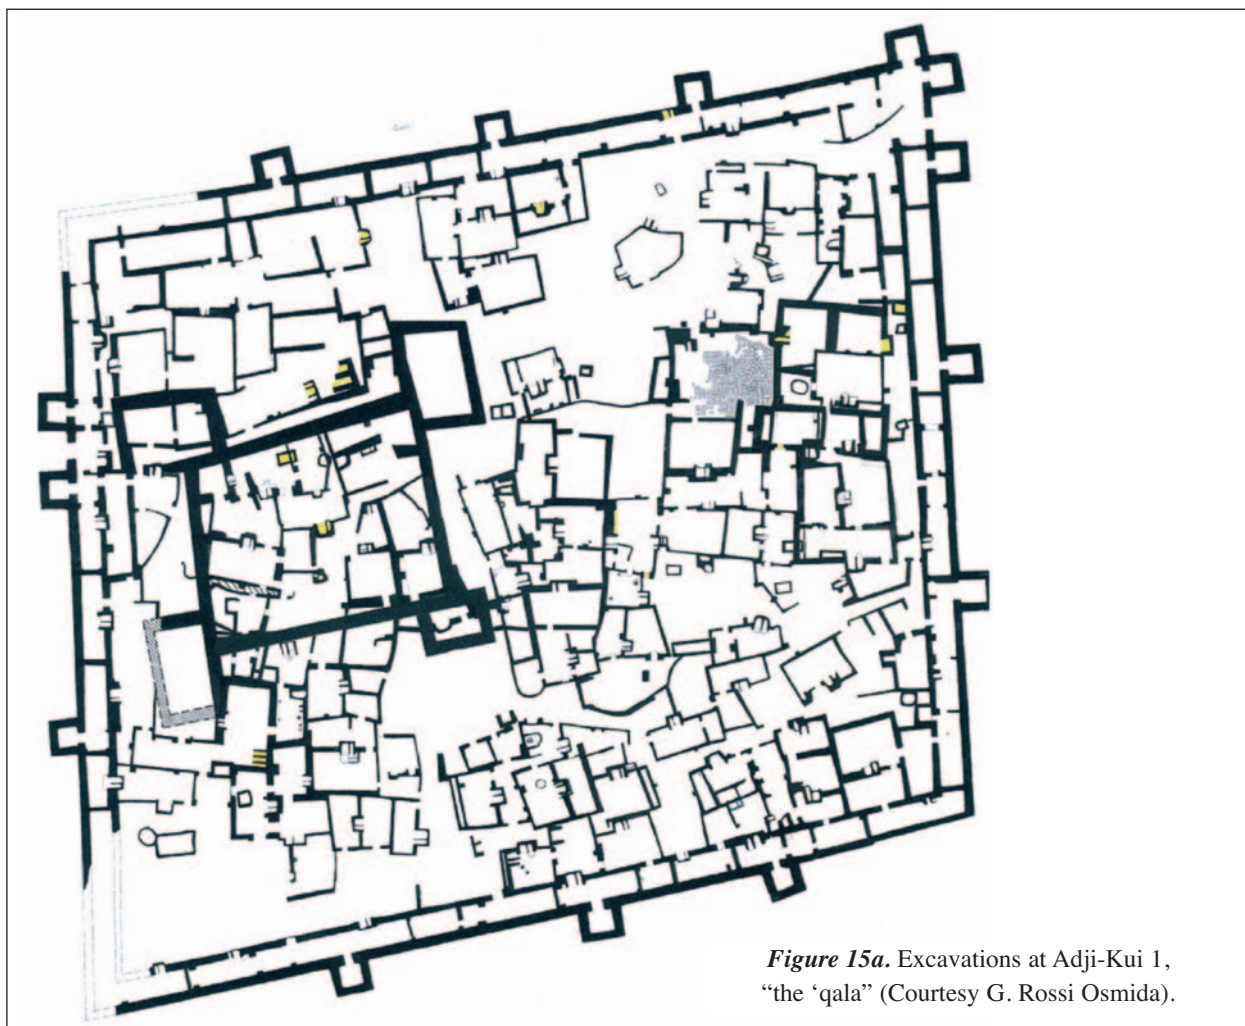 Figure 15a. Excavations at Adji-Kui 1,
“the ‘qala” (Courtesy G. Rossi Osmida).